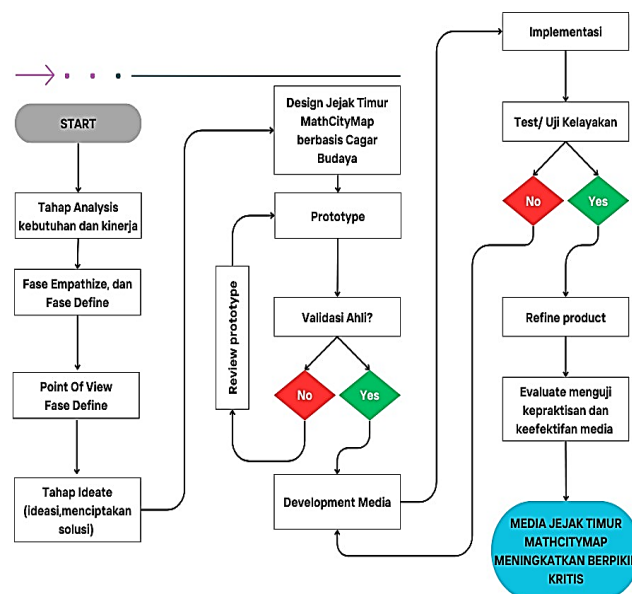 START
Tahap Analysis
kebutuhan dan kinerja
Fase Empathize, dan
Fase Define
Point Of View
Fase Define
Tahap Ideate
(ideasi,menciptakan
solusi)
Design Jejak Timur
MathCityMap
berbasis Cagar
Budaya
Prototype
Review prototype
Validasi Ahli?
No
Yes
Development Media
Implementasi
Test/ Uji Kelayakan
No
Yes
Refine product
Evaluate menguji
kepraktisan dan
keefektifan media
MEDIA JEJAK TIMUR
MATHCITYMAP
MENINGKATKAN BERPIKI
KRITIS